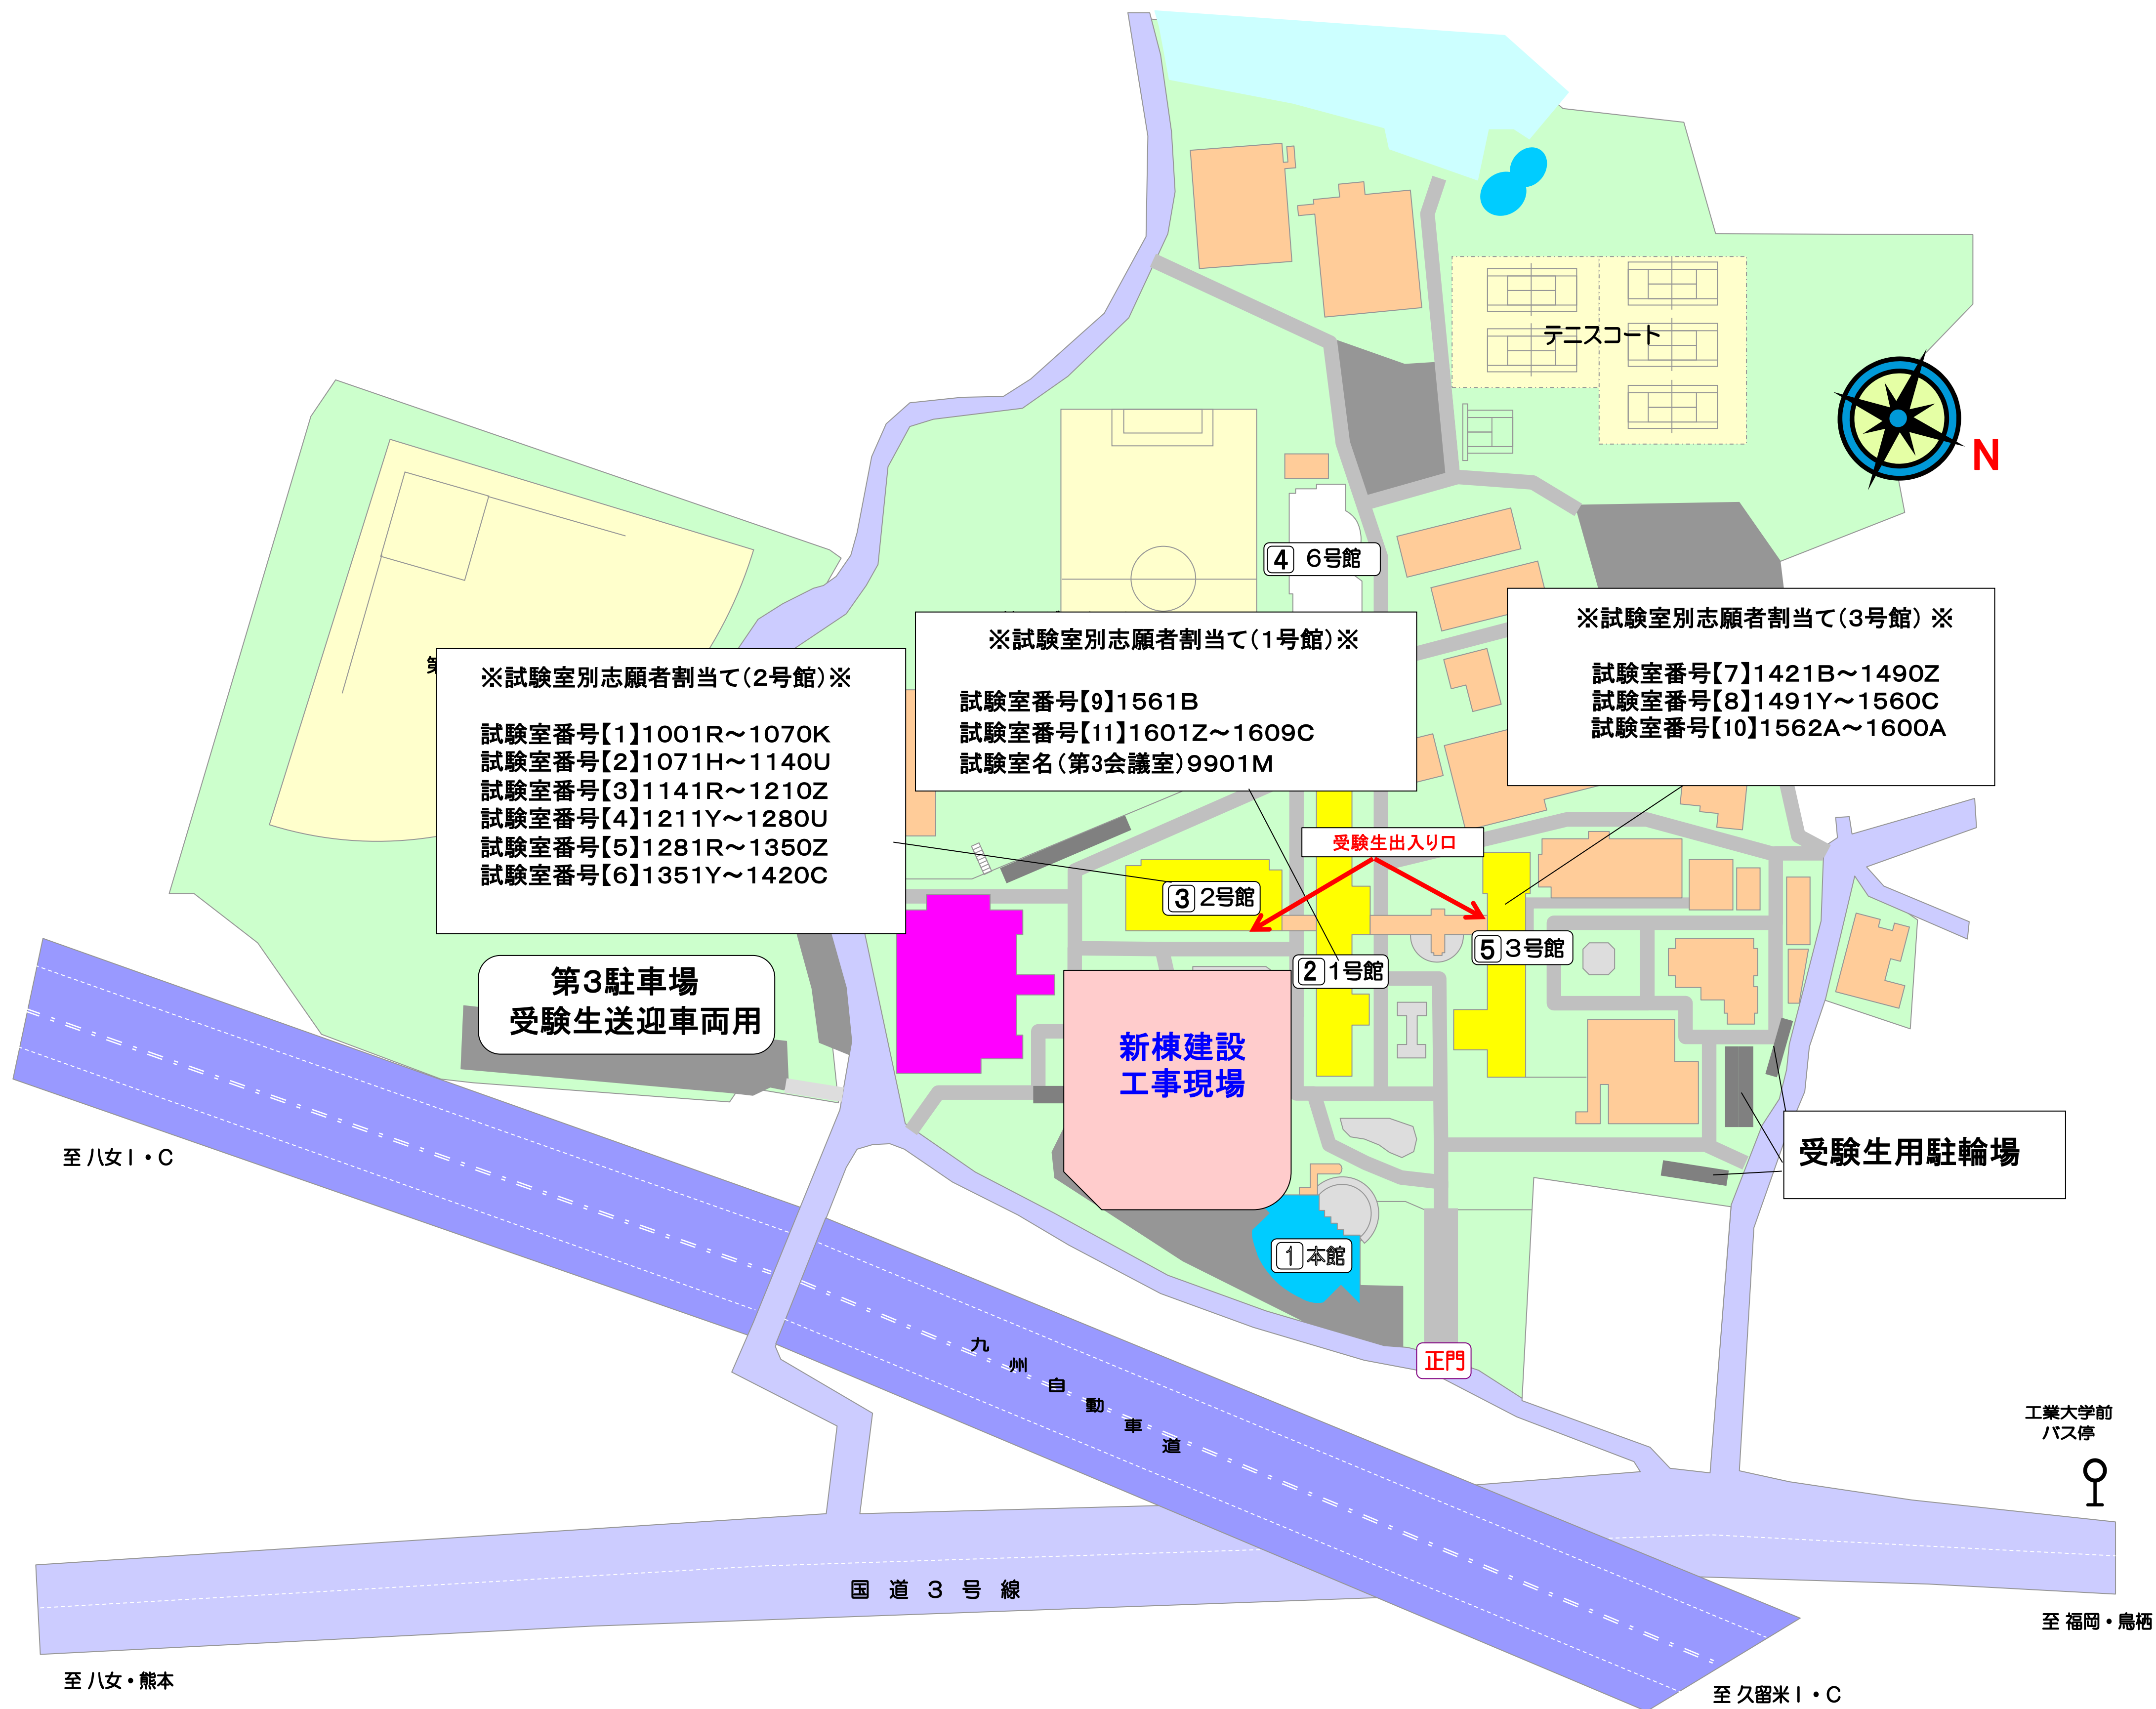 テニスコート
N
4 6号館
※試験室別志願者割当て(3号館)※
試験室番号【7】1421B～1490Z
試験室番号【8】1491Y～1560C
試験室番号【10】1562A～1600A
※試験室別志願者割当て(1号館)※
試験室番号【9】1561B
試験室番号【11】1601Z～1609C
試験室名(第3会議室)9901M
第
※試験室別志願者割当て(2号館)※
試験室番号【1】1001R～1070K
試験室番号【2】1071H～1140U
試験室番号【3】1141R～1210Z
試験室番号【4】1211Y～1280U
試験室番号【5】1281R～1350Z
試験室番号【6】1351Y～1420C
受験生出入り口
3 2号館
5 3号館
2 1号館
第3駐車場
受験生送迎車両用
新棟建設
工事現場
受験生用駐輪場
至 八女I・C
1 本館
正門
九州自動車道
工業大学前
バス停
国道3号線
至 福岡・鳥栖
至 八女・熊本
至 久留米I・C